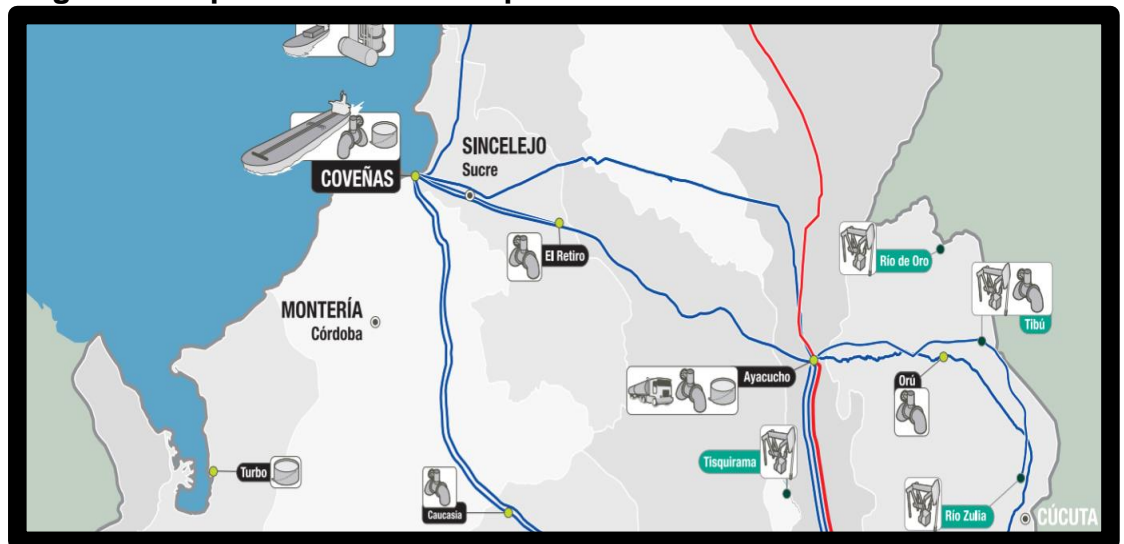 SINCELEJO
Sucre
COVEÑAS
El Retiro
Río de Oro
MONTERÍA
Córdoba
Tibú
Ayacucho
Orú
Tisquirama
Turbo
Caucasia
Río Zulia
CÚCUTA